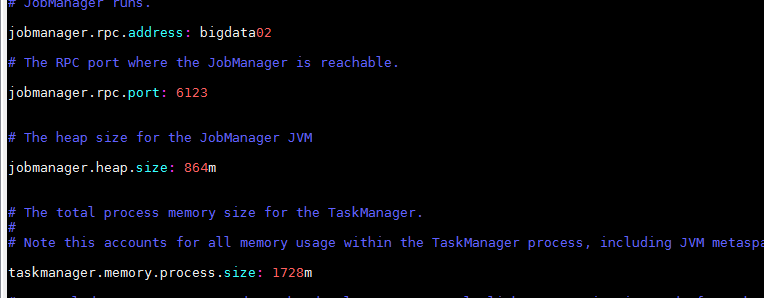 # JobManager runs.
jobmanager.rpc.address: bigdata02
# The RPC port where the JobManager is reachable.
jobmanager.rpc.port: 6123
# The heap size for the JobManager JVM
jobmanager.heap.size: 864m
# The total process memory size for the TaskManager.
#
# Note this accounts for all memory usage within the TaskManager process, including JVM metaspa
taskmanager.memory.process.size: 1728m